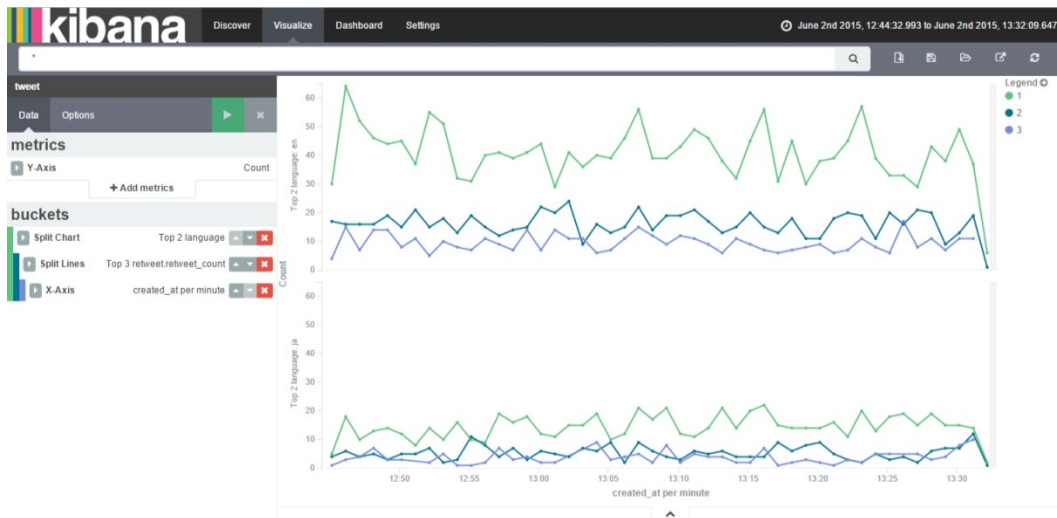 kibana Discover Visualize Dashboard Settings June 2nd 2015, 12:44:32.993 to June 2nd 2015, 13:32:09.647
*
tweet
Data Options
metrics
Y-Axis Count
+ Add metrics
buckets
Split Chart Top 2 language
Split Lines Top 3 retweet.retweet_count
X-Axis created_at per minute
Legend
1
2
3
Count
Top 2 language: en
60
50
40
30
20
10
0
Top 2 language: ja
60
50
40
30
20
10
0
12:50 12:55 13:00 13:05 13:10 13:15 13:20 13:25 13:30
created_at per minute